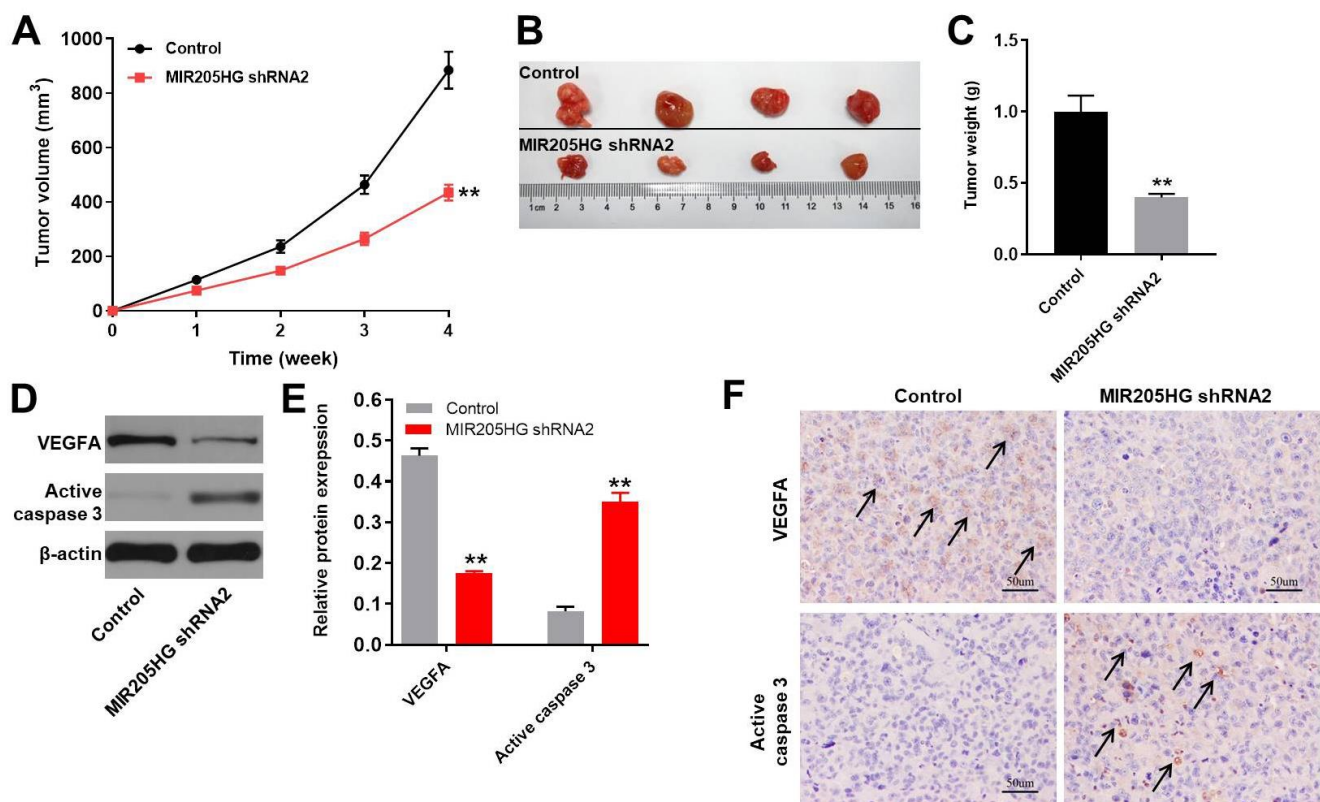 A
Control
MIR205HG shRNA2
Tumor volume (mm³)
1000
800
600
400
200
0
0 1 2 3 4
Time (week)
**
B
Control
MIR205HG shRNA2
1cm 2 3 4 5 6 7 8 9 10 11 12 13 14 15 16
C
Tumor weight (g)
1.5
1.0
0.5
0.0
**
Control
MIR205HG shRNA2
D
VEGFA
Active
caspase 3
β-actin
Control
MIR205HG shRNA2
E
Control
MIR205HG shRNA2
Relative protein exrepssion
0.6
0.5
0.4
0.3
0.2
0.1
0.0
**
**
VEGFA
Active caspase 3
F
Control
MIR205HG shRNA2
VEGFA
50um
50um
Active
caspase 3
50um
50um